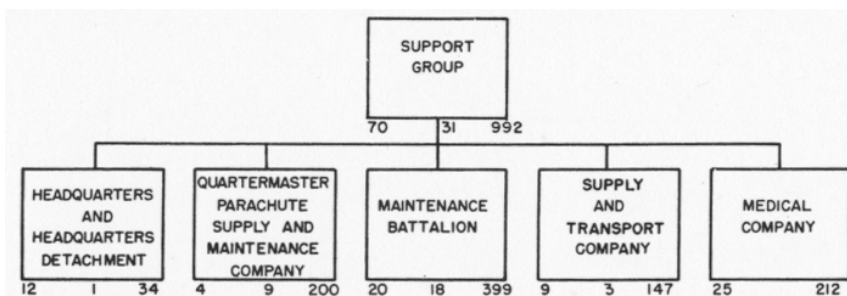 SUPPORT
GROUP
70 31 992
HEADQUARTERS
AND
HEADQUARTERS
DETACHMENT
12 1 34
QUARTERMASTER
PARACHUTE
SUPPLY AND
MAINTENANCE
COMPANY
4 9 200
MAINTENANCE
BATTALION
20 18 399
SUPPLY
AND
TRANSPORT
COMPANY
9 3 147
MEDICAL
COMPANY
25 212